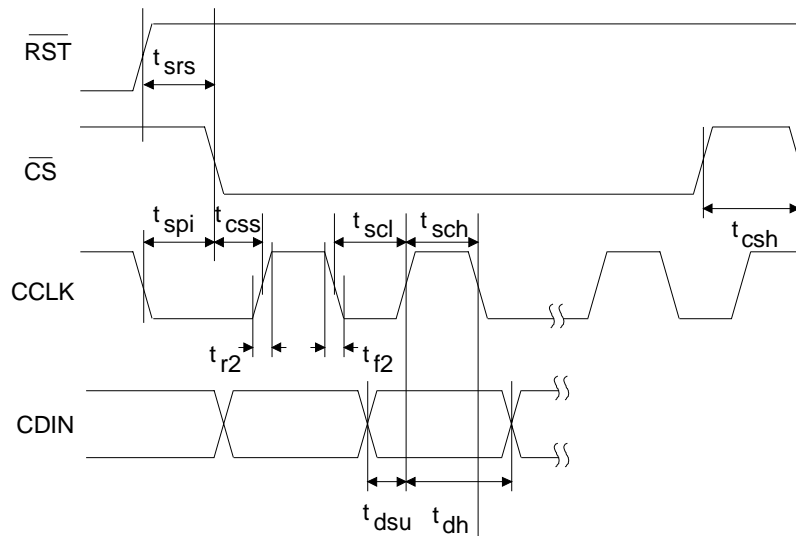 RST
t srs
CS
t spi
t css
t scl
t sch
t csh
CCLK
t r2
t f2
CDIN
t dsu
t dh